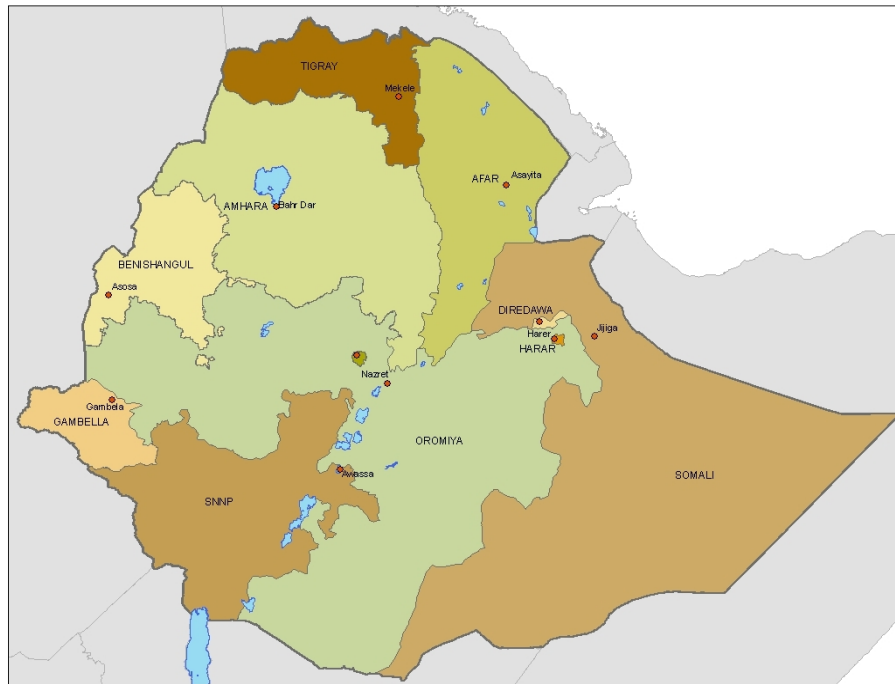 TIGRAY
Mekele
AFAR
Asayita
AMHARA
Bahr Dar
BENISHANGUL
Asosa
DIREDAWA
Harer
Jijiga
HARAR
Nazret
Gambela
GAMBELLA
OROMIYA
Awassa
SOMALI
SNNP